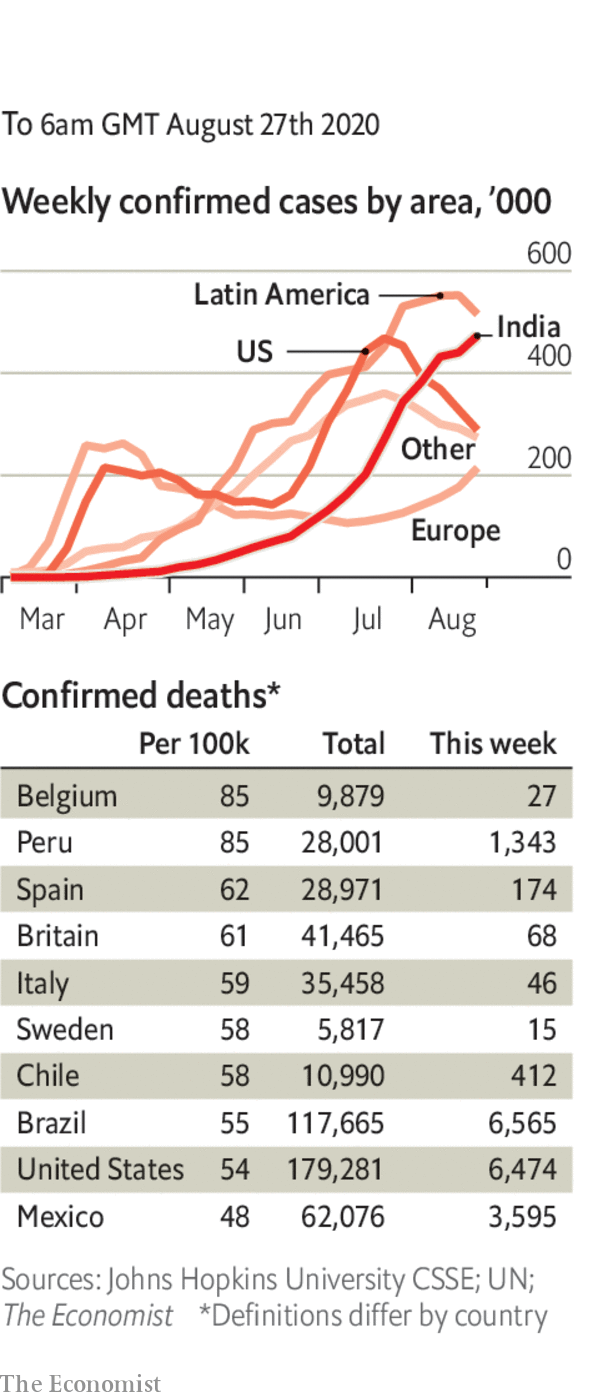 To 6am GMT August 27th 2020
Weekly confirmed cases by area, ’000
600
Latin America
India
US
400
Other
200
Europe
0
Mar Apr May Jun Jul Aug
Confirmed deaths*
Per 100k Total This week
Belgium 85 9,879 27
Peru 85 28,001 1,343
Spain 62 28,971 174
Britain 61 41,465 68
Italy 59 35,458 46
Sweden 58 5,817 15
Chile 58 10,990 412
Brazil 55 117,665 6,565
United States 54 179,281 6,474
Mexico 48 62,076 3,595
Sources: Johns Hopkins University CSSE; UN;
The Economist *Definitions differ by country
The Economist